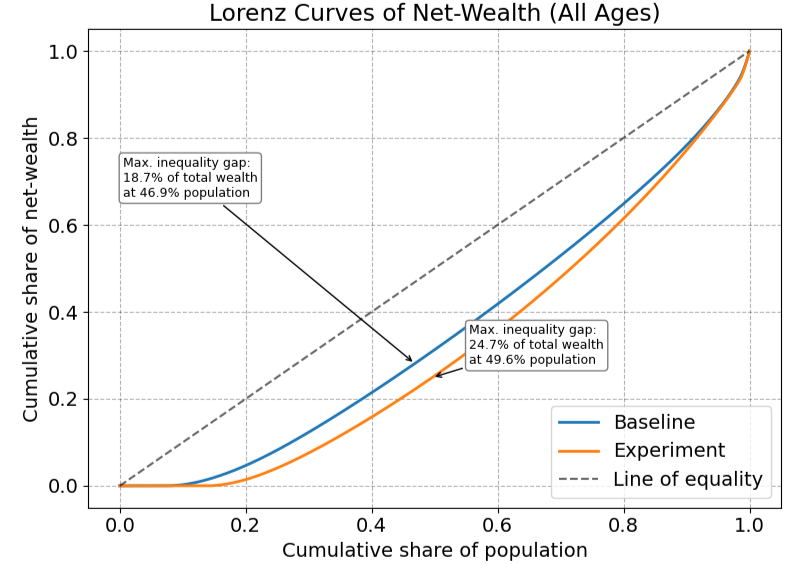 Lorenz Curves of Net-Wealth (All Ages)
Cumulative share of net-wealth
1.0
0.8
0.6
0.4
0.2
0.0
Max. inequality gap:
18.7% of total wealth
at 46.9% population
Max. inequality gap:
24.7% of total wealth
at 49.6% population
Baseline
Experiment
Line of equality
0.0 0.2 0.4 0.6 0.8 1.0
Cumulative share of population